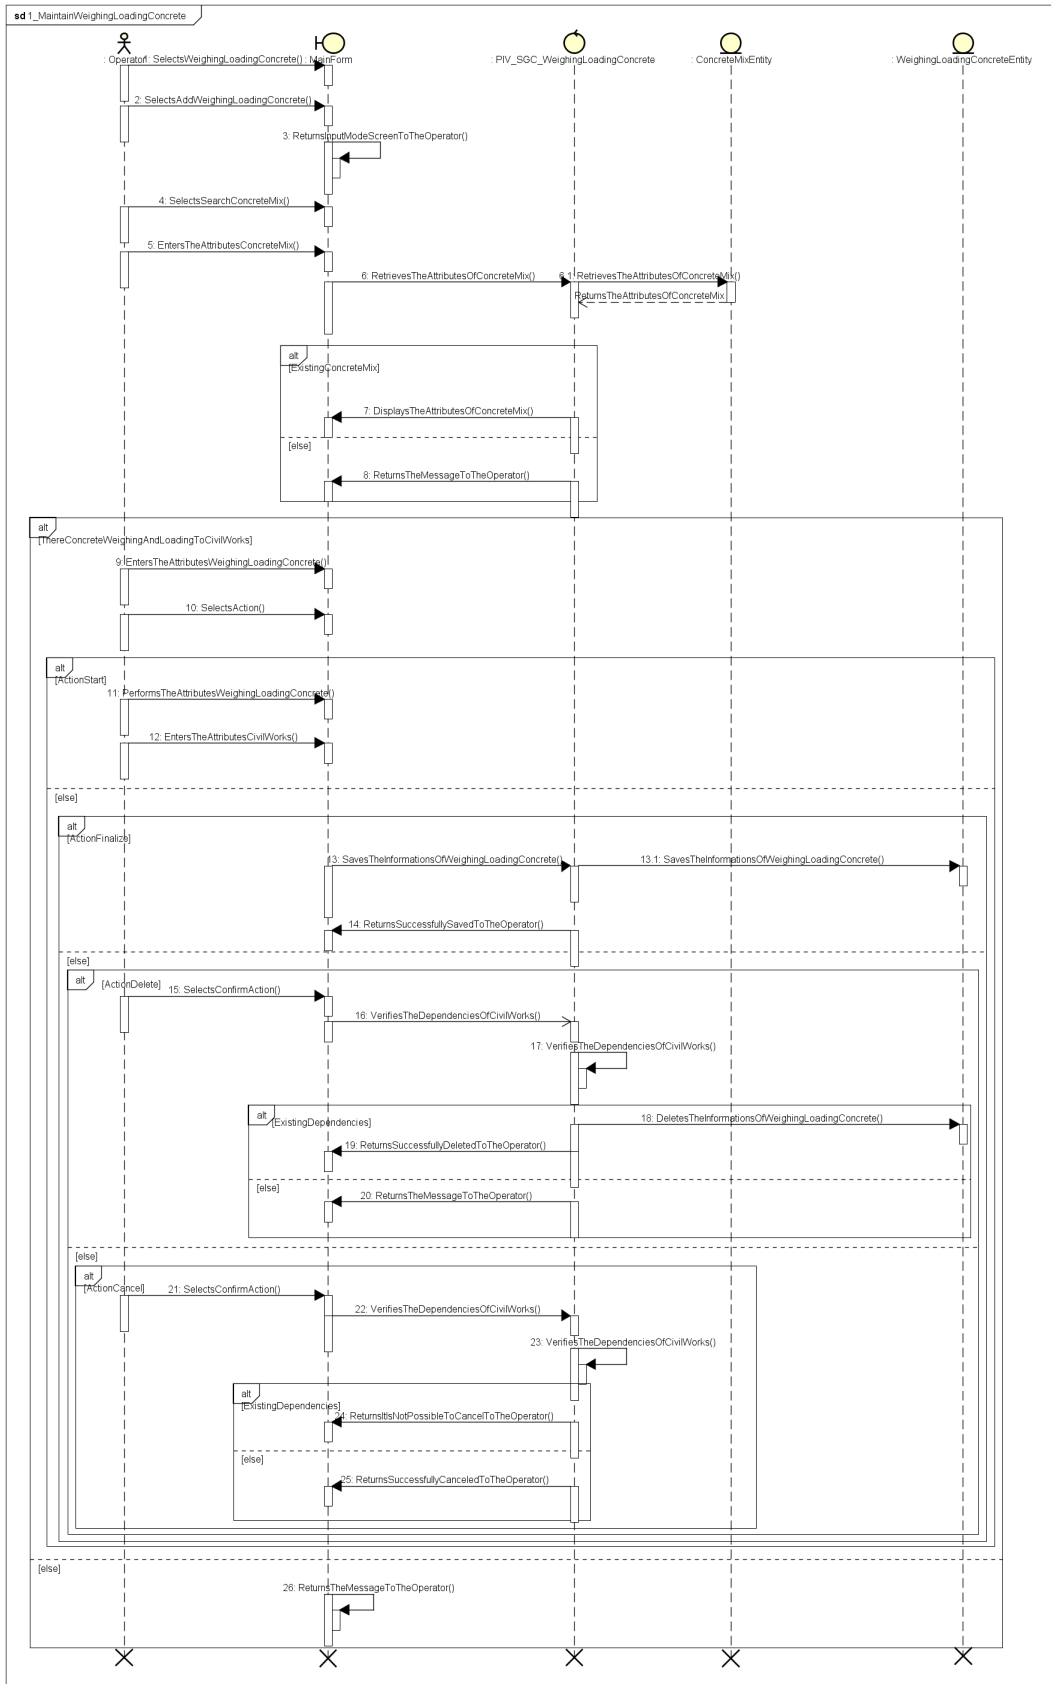 sd 1_MaintainWeighingLoadingConcrete
: Operator
1: SelectsWeighingLoadingConcrete()
: MainForm
: PIV_SGC_WeighingLoadingConcrete
: ConcreteMixEntity
: WeighingLoadingConcreteEntity
2: SelectsAddWeighingLoadingConcrete()
3: ReturnsInputModeScreenToTheOperator()
4: SelectsSearchConcreteMix()
5: EntersTheAttributesConcreteMix()
6: RetrievesTheAttributesOfConcreteMix()
6.1: RetrievesTheAttributesOfConcreteMix()
ReturnsTheAttributesOfConcreteMix
alt
[ExistingConcreteMix]
7: DisplaysTheAttributesOfConcreteMix()
[else]
8: ReturnsTheMessageToTheOperator()
alt
[ThereConcreteWeighingAndLoadingToCivilWorks]
9: EntersTheAttributesWeighingLoadingConcrete()
10: SelectsAction()
alt
[ActionStart]
11: PerformsTheAttributesWeighingLoadingConcrete()
12: EntersTheAttributesCivilWorks()
[else]
alt
[ActionFinalize]
13: SavesTheInformationsOfWeighingLoadingConcrete()
13.1: SavesTheInformationsOfWeighingLoadingConcrete()
14: ReturnsSuccessfullySavedToTheOperator()
[else]
alt
[ActionDelete]
15: SelectsConfirmAction()
16: VerifiesTheDependenciesOfCivilWorks()
17: VerifiesTheDependenciesOfCivilWorks()
alt
[ExistingDependencies]
18: DeletesTheInformationsOfWeighingLoadingConcrete()
19: ReturnsSuccessfullyDeletedToTheOperator()
[else]
20: ReturnsTheMessageToTheOperator()
[else]
alt
[ActionCancel]
21: SelectsConfirmAction()
22: VerifiesTheDependenciesOfCivilWorks()
23: VerifiesTheDependenciesOfCivilWorks()
alt
[ExistingDependencies]
24: ReturnsItIsNotPossibleToCancelToTheOperator()
[else]
25: ReturnsSuccessfullyCanceledToTheOperator()
[else]
26: ReturnsTheMessageToTheOperator()